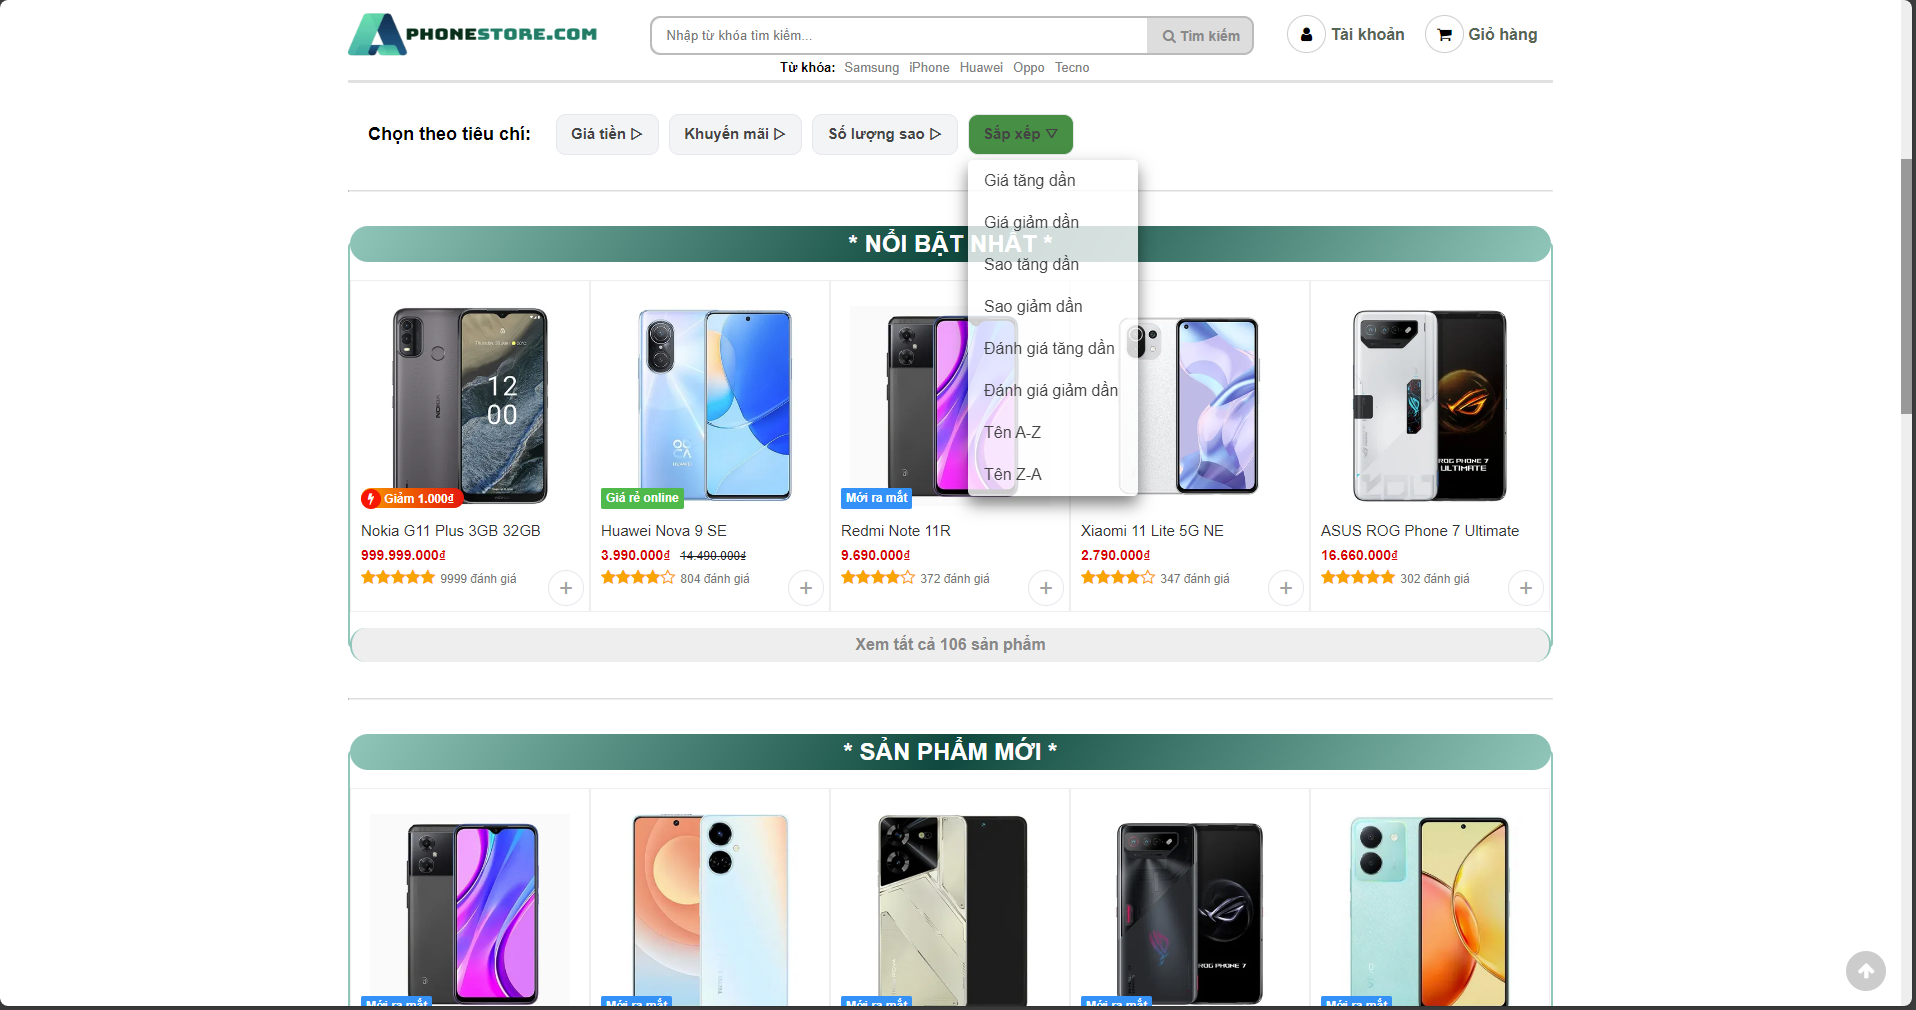 APHONESTORE.COM
Nhập từ khóa tìm kiếm...
Tìm kiếm
Tài khoản
Giỏ hàng
Từ khóa: Samsung iPhone Huawei Oppo Tecno
Chọn theo tiêu chí:
Giá tiền ▷
Khuyến mãi ▷
Số lượng sao ▷
Sắp xếp ▽
Giá tăng dần
Giá giảm dần
Sao tăng dần
Sao giảm dần
Đánh giá tăng dần
Đánh giá giảm dần
Tên A-Z
Tên Z-A
* NỔI BẬT NHẤT *
12
00
NOKIA
HUAWEI
ROG PHONE 7
ULTIMATE
Giảm 1.000₫
Giá rẻ online
Mới ra mắt
Nokia G11 Plus 3GB 32GB
999.999.000₫
9999 đánh giá
+
Huawei Nova 9 SE
3.990.000₫ 14.490.000₫
804 đánh giá
+
Redmi Note 11R
9.690.000₫
372 đánh giá
+
Xiaomi 11 Lite 5G NE
2.790.000₫
347 đánh giá
+
ASUS ROG Phone 7 Ultimate
16.660.000₫
302 đánh giá
+
Xem tất cả 106 sản phẩm
* SẢN PHẨM MỚI *
ROG PHONE 7
Mới ra mắt
Mới ra mắt
Mới ra mắt
Mới ra mắt
Mới ra mắt